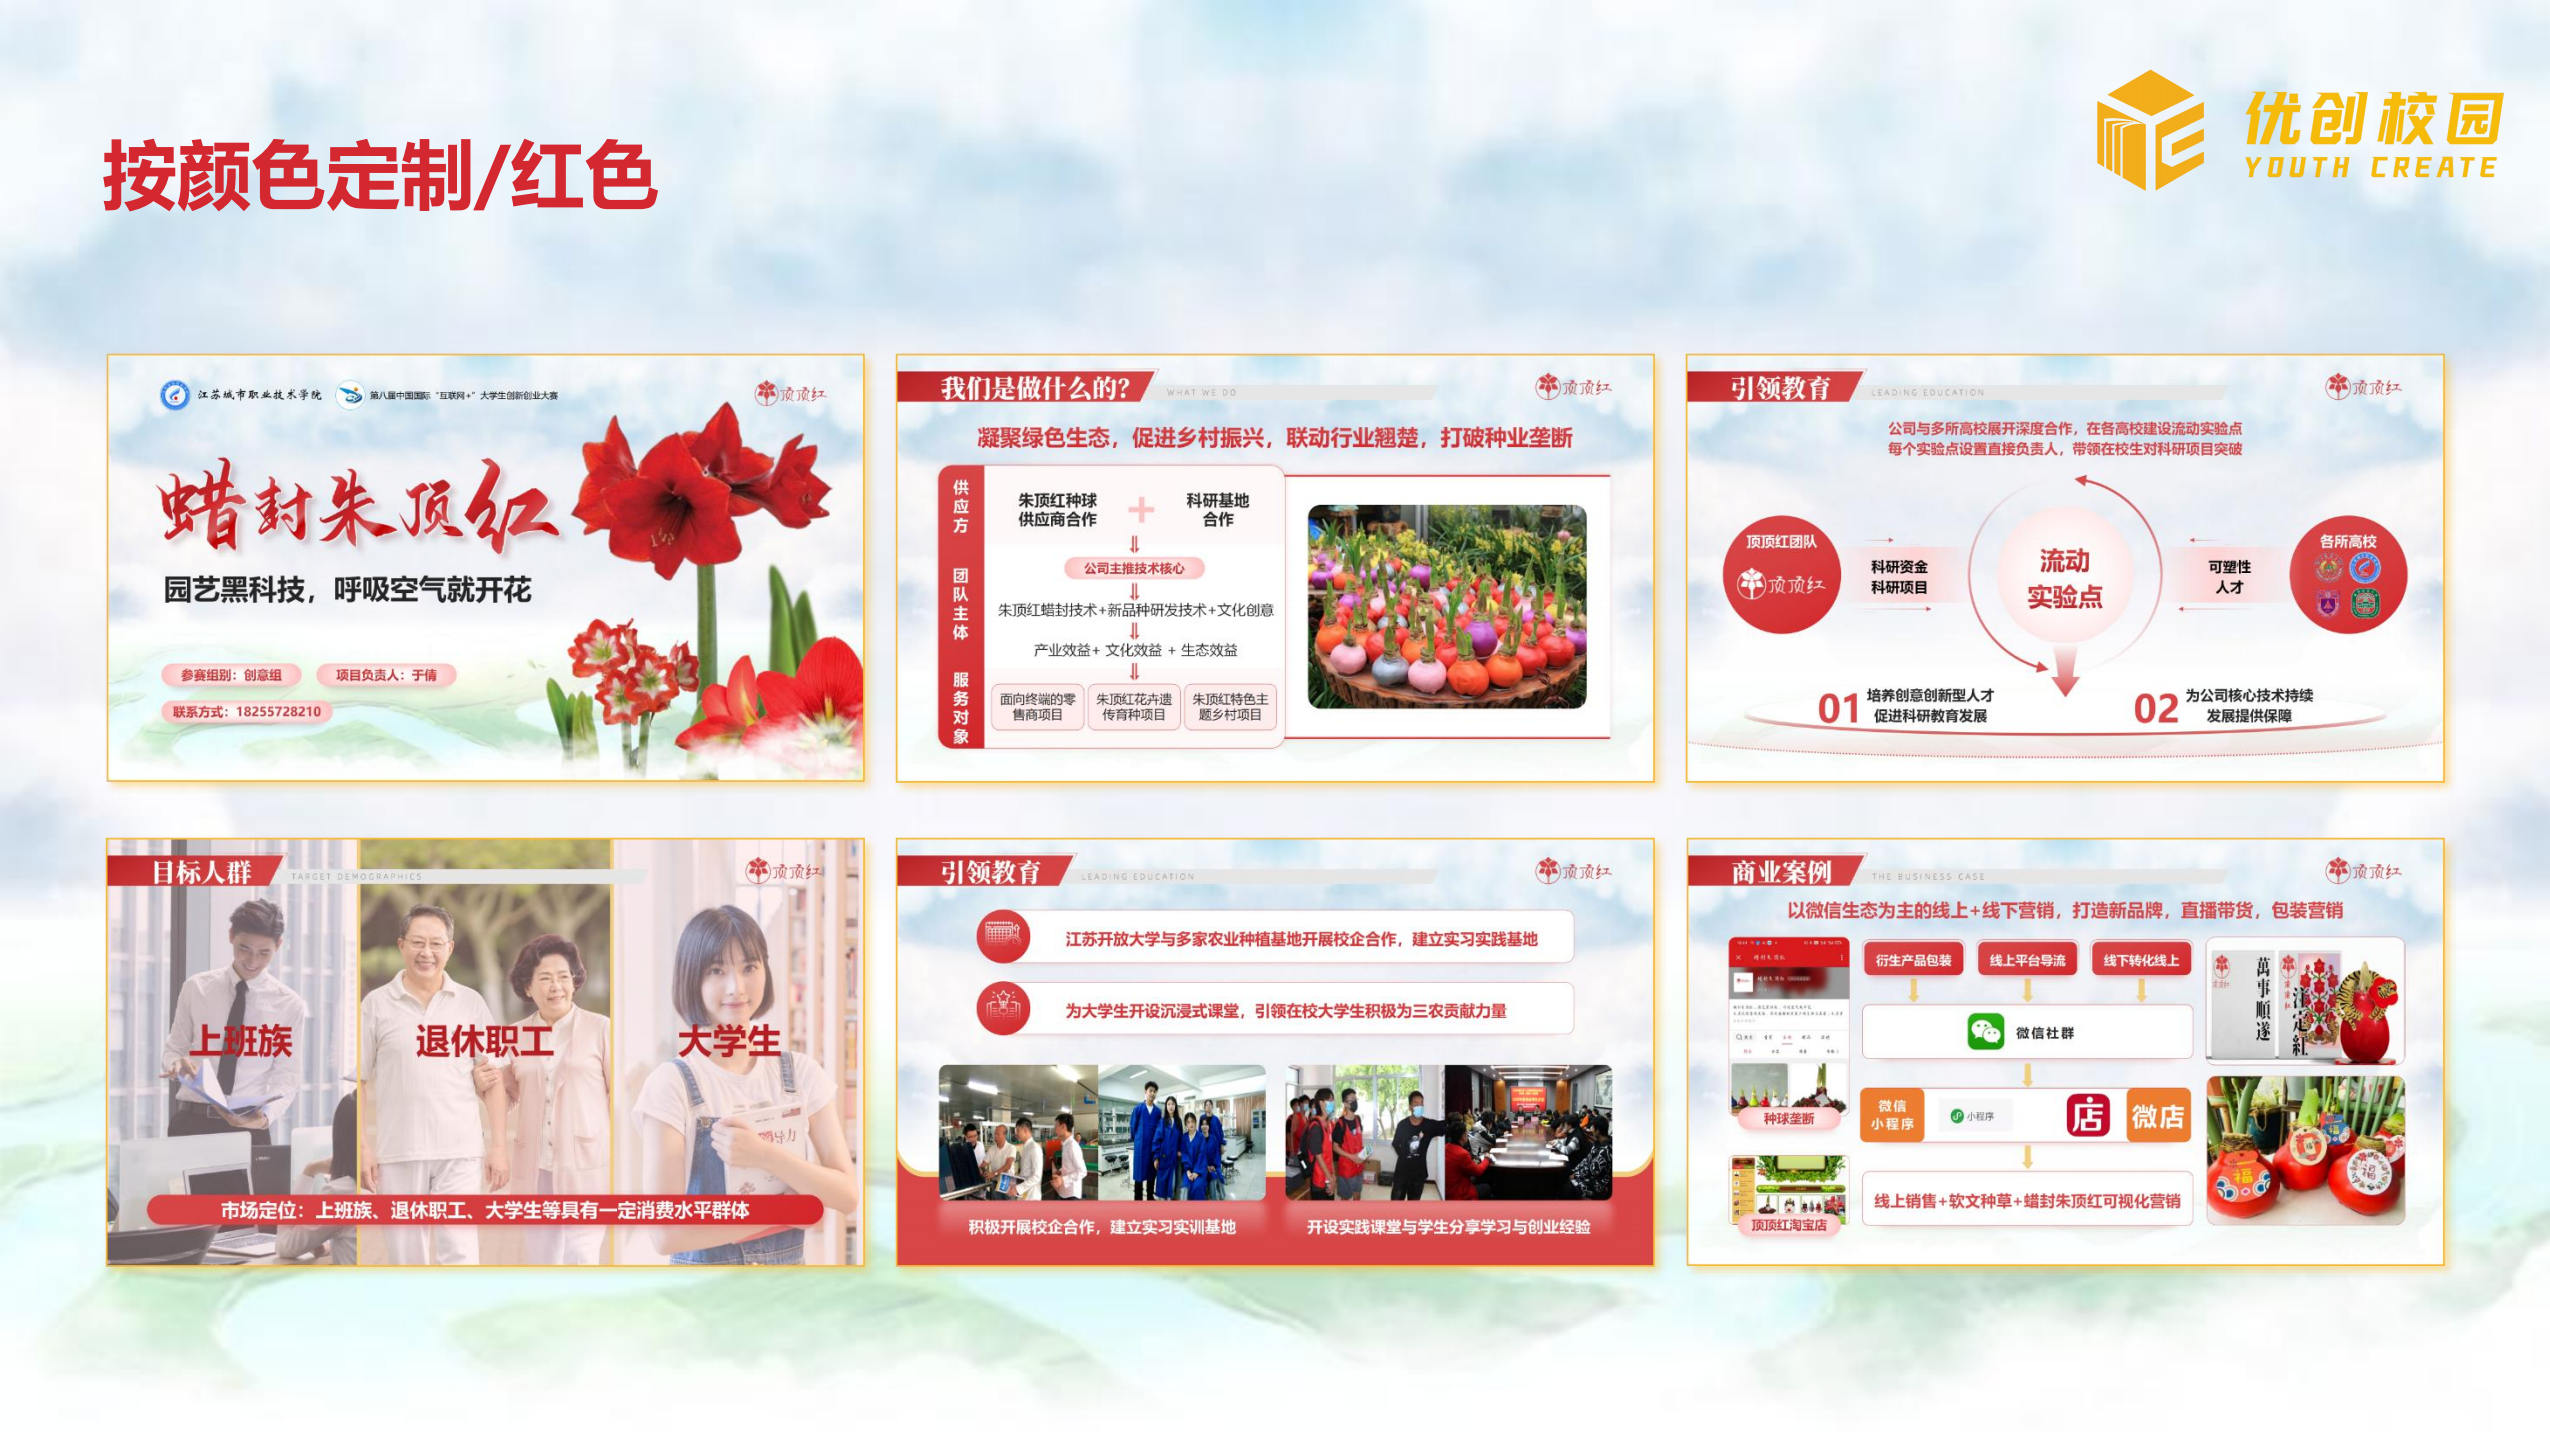 按颜色定制/红色
优创校园
YOUTH CREATE
江苏城市职业技术学院
第八届中国国际“互联网+”大学生创新创业大赛
顶顶红
蜡封朱顶红
园艺黑科技，呼吸空气就开花
参赛组别：创意组
项目负责人：于倩
联系方式：18255728210
我们是做什么的?
WHAT WE DO
顶顶红
凝聚绿色生态，促进乡村振兴，联动行业翘楚，打破种业垄断
供应方
朱顶红种球
供应商合作
+
科研基地
合作
公司主推技术核心
团队主体
朱顶红蜡封技术+新品种研发技术+文化创意
产业效益+ 文化效益 + 生态效益
服务对象
面向终端的零
售商项目
朱顶红花卉遗
传育种项目
朱顶红特色主
题乡村项目
引领教育
LEADING EDUCATION
顶顶红
公司与多所高校展开深度合作，在各高校建设流动实验点
每个实验点设置直接负责人，带领在校生对科研项目突破
顶顶红团队
顶顶红
科研资金
科研项目
流动
实验点
可塑性
人才
各所高校
01
培养创意创新型人才
促进科研教育发展
02
为公司核心技术持续
发展提供保障
目标人群
TARGET DEMOGRAPHICS
顶顶红
上班族
退休职工
大学生
市场定位：上班族、退休职工、大学生等具有一定消费水平群体
引领教育
LEADING EDUCATION
顶顶红
江苏开放大学与多家农业种植基地开展校企合作，建立实习实践基地
为大学生开设沉浸式课堂，引领在校大学生积极为三农贡献力量
积极开展校企合作，建立实习实训基地
开设实践课堂与学生分享学习与创业经验
商业案例
THE BUSINESS CASE
顶顶红
以微信生态为主的线上+线下营销，打造新品牌，直播带货，包装营销
衍生产品包装
线上平台导流
线下转化线上
微信社群
微信
小程序
小程序
店
微店
线上销售+软文种草+蜡封朱顶红可视化营销
种球垄断
顶顶红淘宝店
萬事順遂
注定紅
福
福